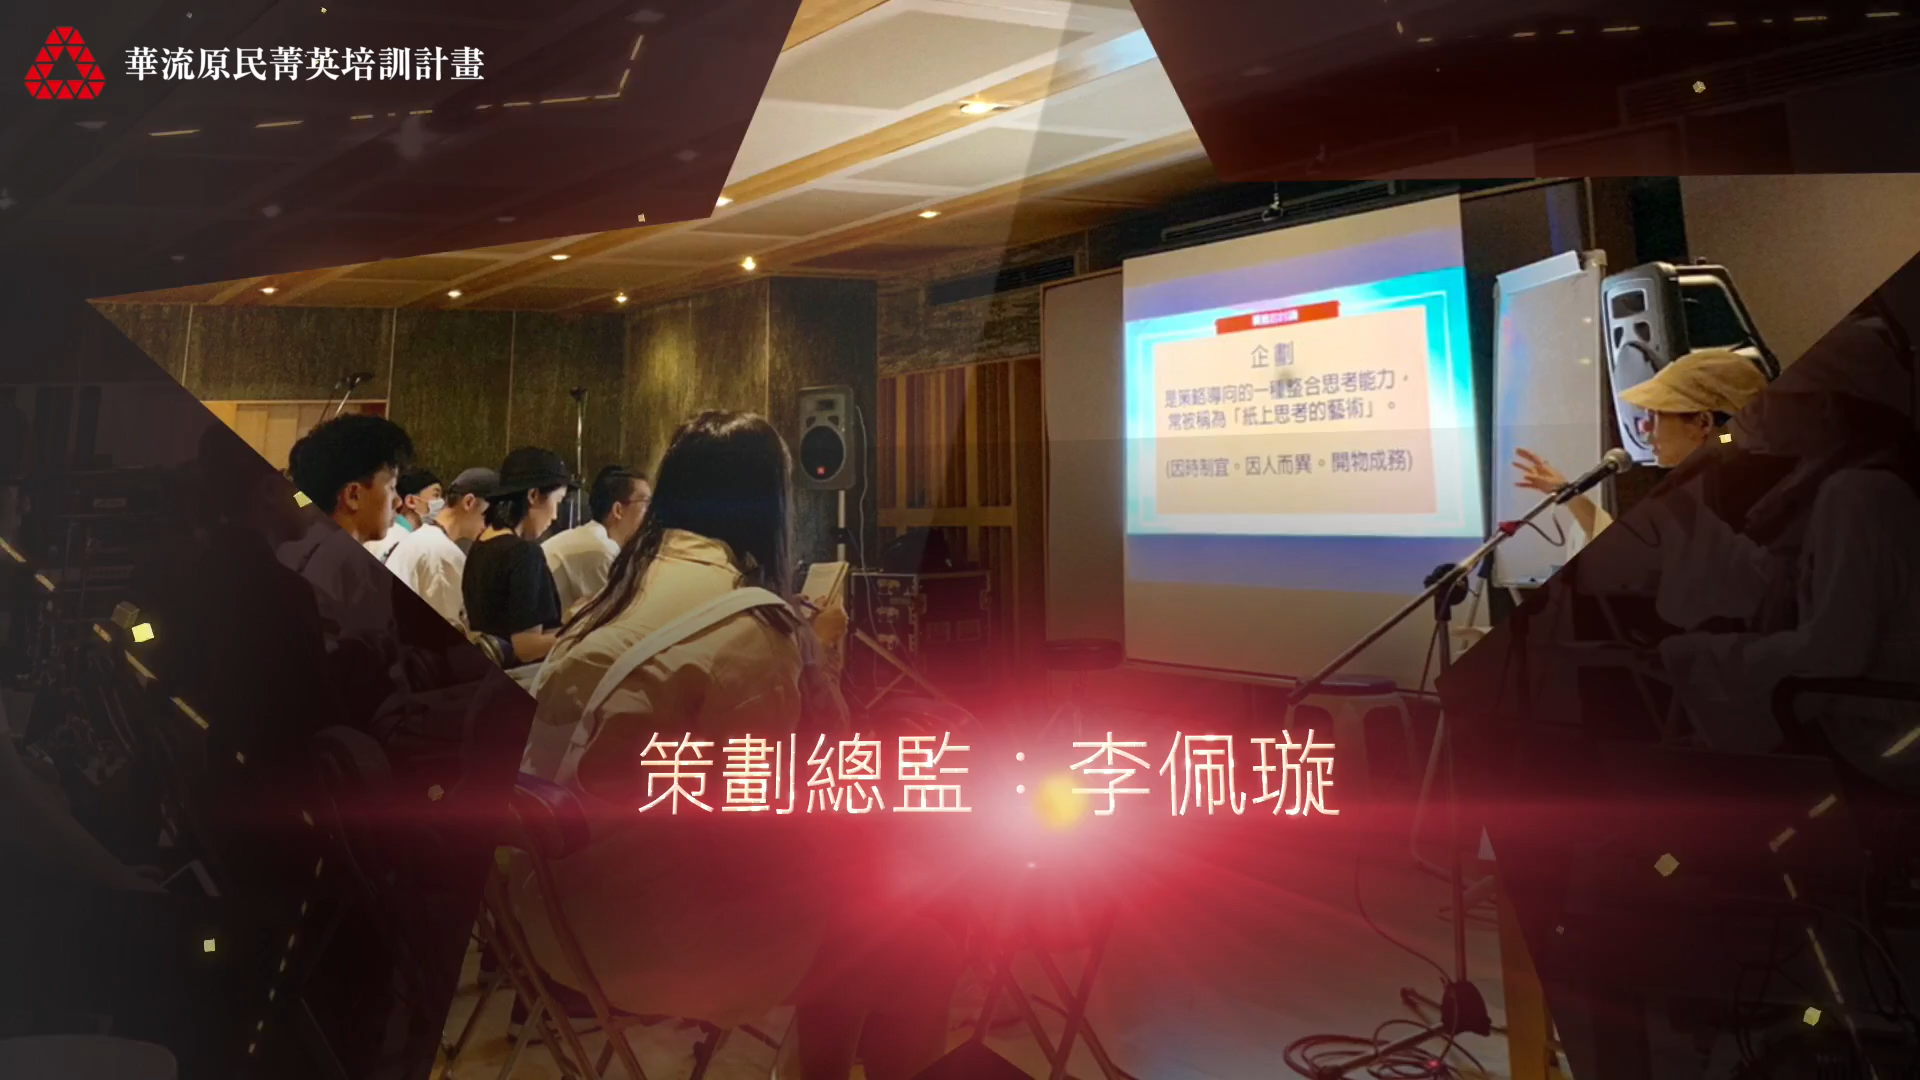 華流原民菁英培訓計畫
企劃
是策略導向的一種整合思考能力，
常被稱為「紙上思考的藝術」。
(因時制宜。因人而異。開物成務)
策劃總監：李佩璇